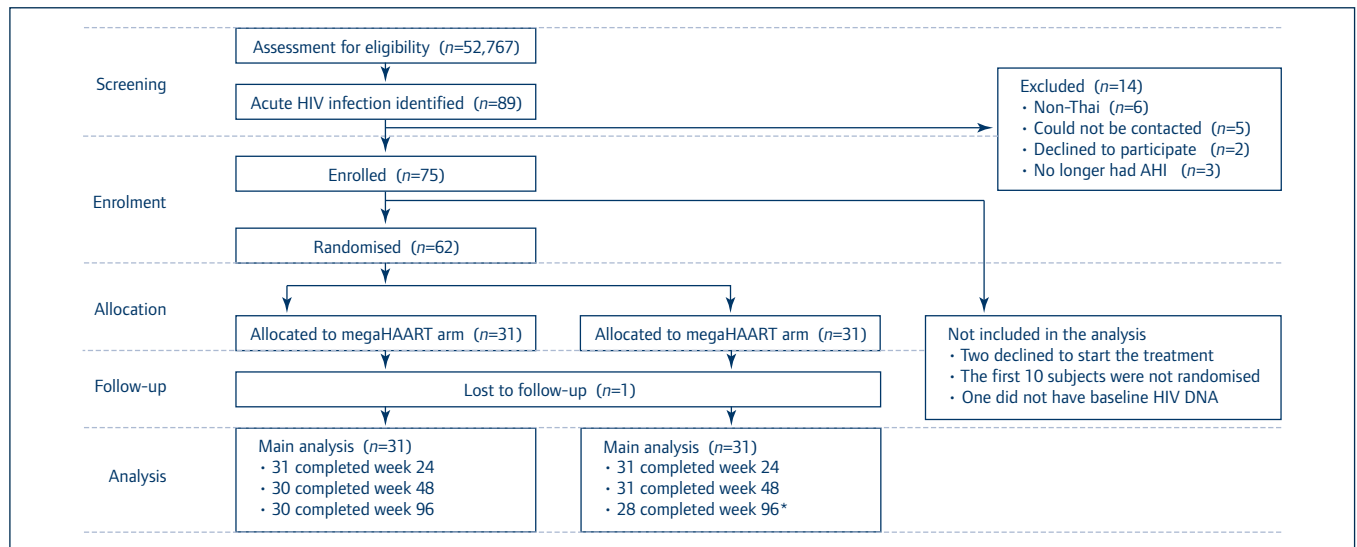 Screening
Assessment for eligibility (n=52,767)
Acute HIV infection identified (n=89)
Excluded (n=14)
· Non-Thai (n=6)
· Could not be contacted (n=5)
· Declined to participate (n=2)
· No longer had AHI (n=3)
Enrolment
Enrolled (n=75)
Randomised (n=62)
Allocation
Allocated to megaHAART arm (n=31)
Allocated to megaHAART arm (n=31)
Not included in the analysis
· Two declined to start the treatment
· The first 10 subjects were not randomised
· One did not have baseline HIV DNA
Follow-up
Lost to follow-up (n=1)
Analysis
Main analysis (n=31)
· 31 completed week 24
· 30 completed week 48
· 30 completed week 96
Main analysis (n=31)
· 31 completed week 24
· 31 completed week 48
· 28 completed week 96*